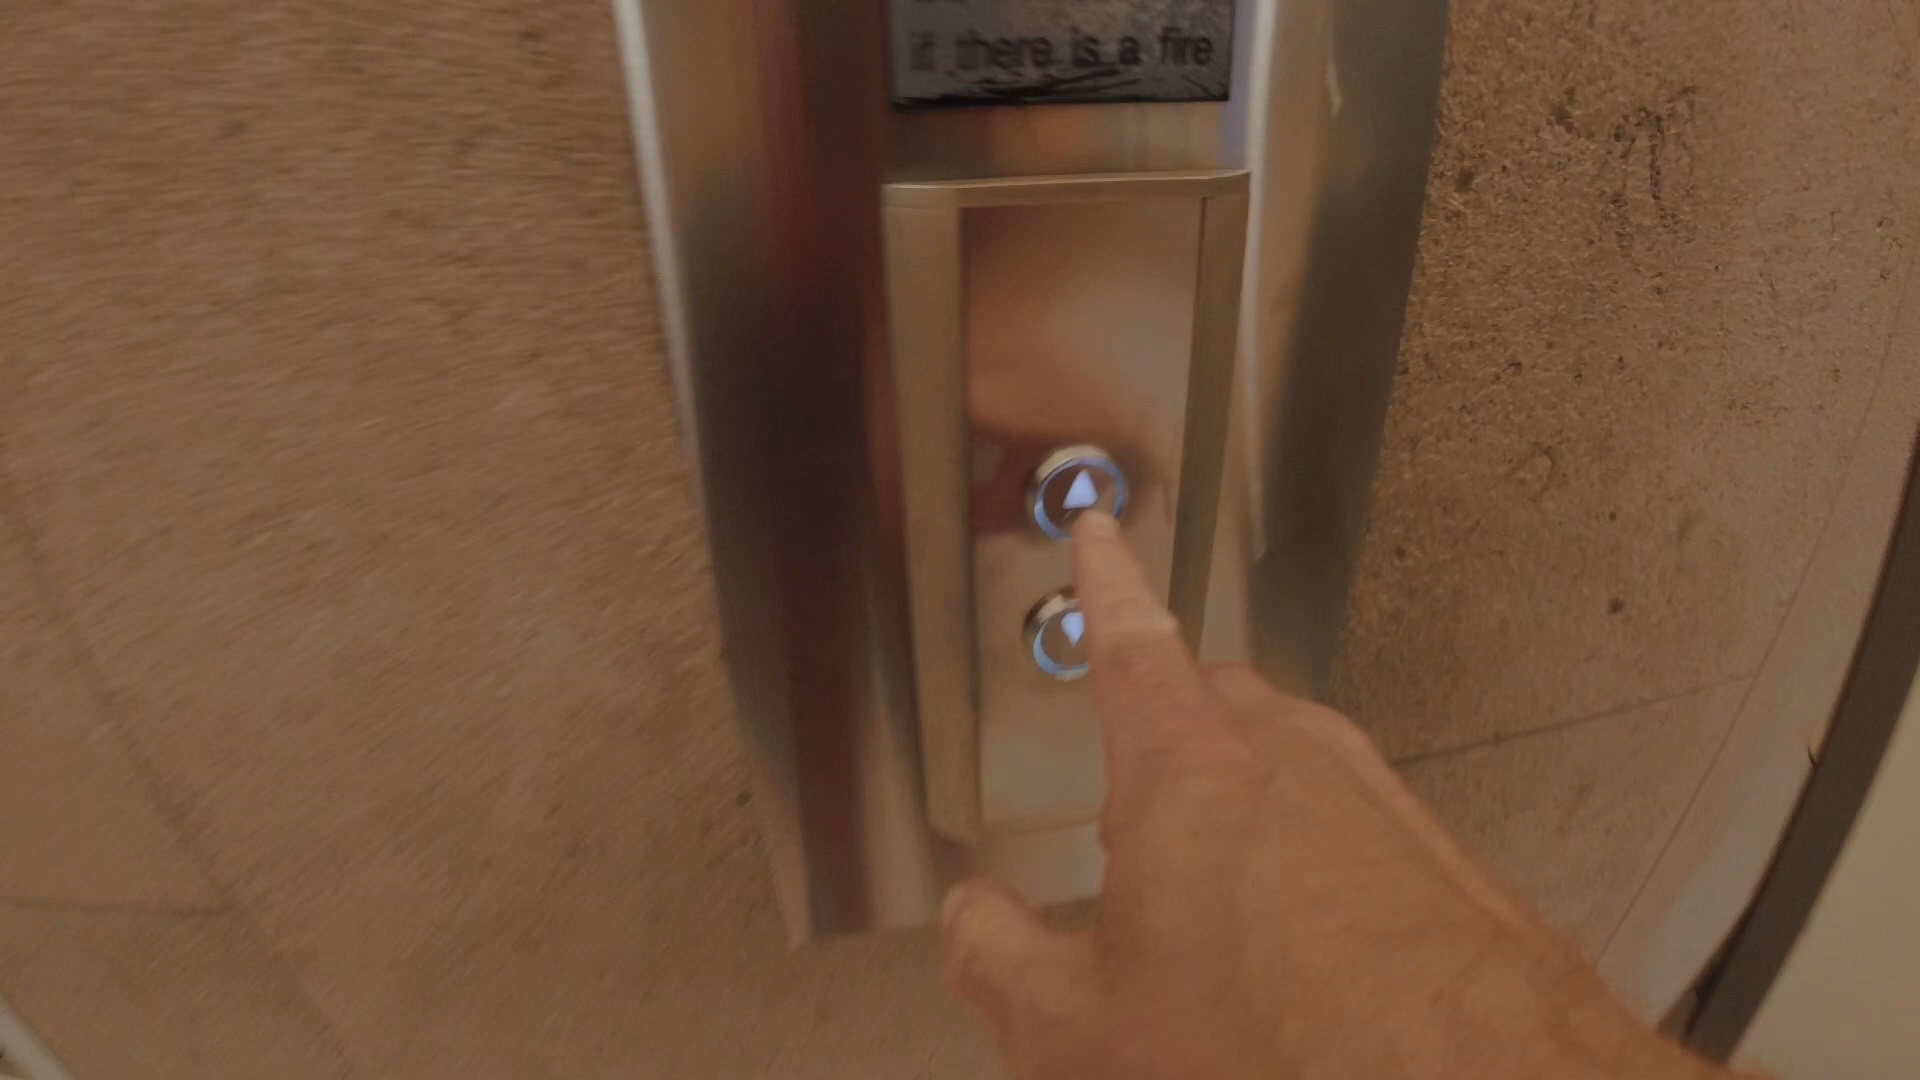 if there is a fire